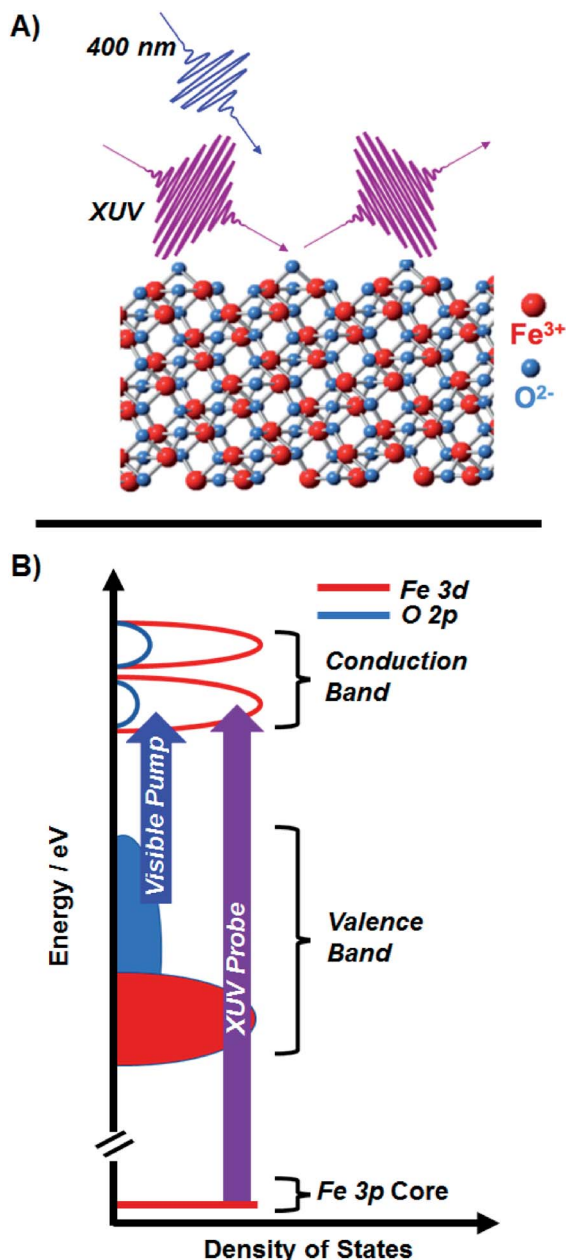 A)
400 nm
XUV
Fe3+
O2-
B)
Fe 3d
O 2p
Conduction
Band
Visible Pump
XUV Probe
Energy / eV
Valence
Band
Fe 3p Core
Density of States